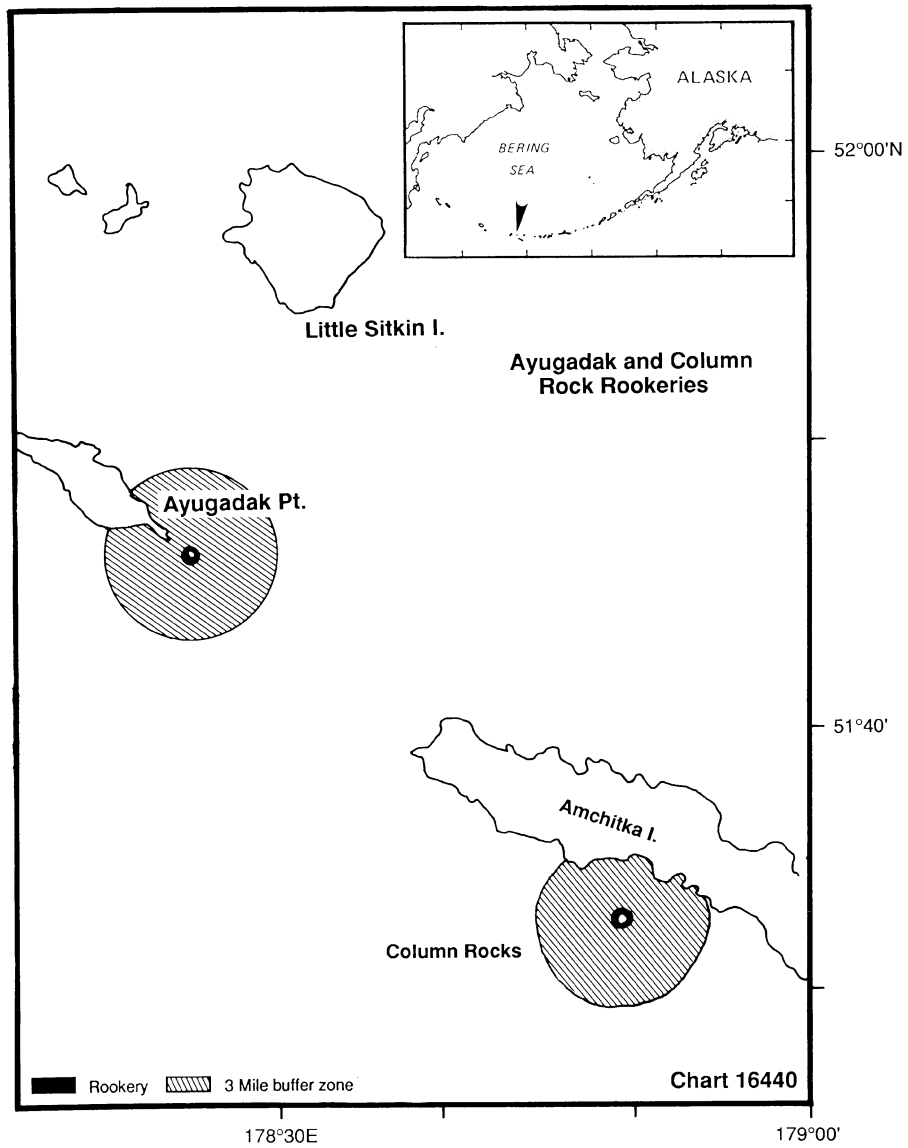 ALASKA
BERING
SEA
52°00'N
Little Sitkin I.
Ayugadak and Column
Rock Rookeries
Ayugadak Pt.
51°40'
Amchitka I.
Column Rocks
Rookery
3 Mile buffer zone
Chart 16440
178°30E
179°00'